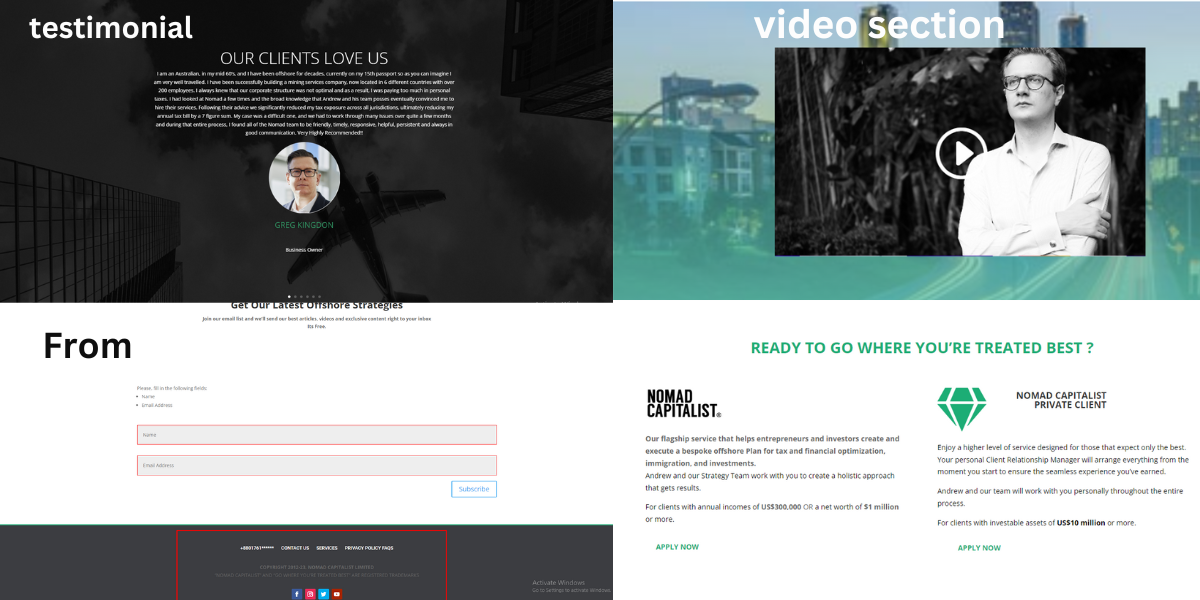 testimonial
OUR CLIENTS LOVE US
I am an Australian, in my mid 60's, and I have been offshore for decades, currently on my 15th passport so as you can imagine I
am very well travelled. I have been successfully building a mining services company, now located in 6 different countries with over
200 employees. I always knew that our corporate structure was not optimal and as a result, I was paying too much in personal
taxes. I had looked at Nomad a few times and the broad knowledge that Andrew and his team posses eventually convinced me to
hire their services. Following their advice we significantly reduced my tax exposure across all jurisdictions, ultimately reducing my
annual tax bill by a 7 figure sum. My case was a difficult one, and we had to work through many issues over quite a few months
and during that entire process, I found all of the Nomad team to be friendly, timely, responsive, helpful, persistent and always in
good communication. Very Highly Recommended!!
GREG KINGDON
Business Owner
video section
Get Our Latest Offshore Strategies
Join our email list and we'll send our best articles, videos and exclusive content right to your inbox
Its Free.
From
Please, fill in the following fields:
Name
Email Address
Name
Email Address
Subscribe
+8801761******  CONTACT US  SERVICES  PRIVACY POLICY FAQS
COPYRIGHT 2012-23. NOMAD CAPITALIST LIMITED
'NOMAD CAPITALIST' AND 'GO WHERE YOU'RE TREATED BEST' ARE REGISTERED TRADEMARKS
Activate Windows
Go to Settings to activate Windows.
READY TO GO WHERE YOU'RE TREATED BEST ?
NOMAD
CAPITALIST®
Our flagship service that helps entrepreneurs and investors create and
execute a bespoke offshore Plan for tax and financial optimization,
immigration, and investments.
Andrew and our Strategy Team work with you to create a holistic approach
that gets results.
For clients with annual incomes of US$300,000 OR a net worth of $1 million
or more.
APPLY NOW
NOMAD CAPITALIST
PRIVATE CLIENT
Enjoy a higher level of service designed for those that expect only the best.
Your personal Client Relationship Manager will arrange everything from the
moment you start to ensure the seamless experience you've earned.
Andrew and our team will work with you personally throughout the entire
process.
For clients with investable assets of US$10 million or more.
APPLY NOW